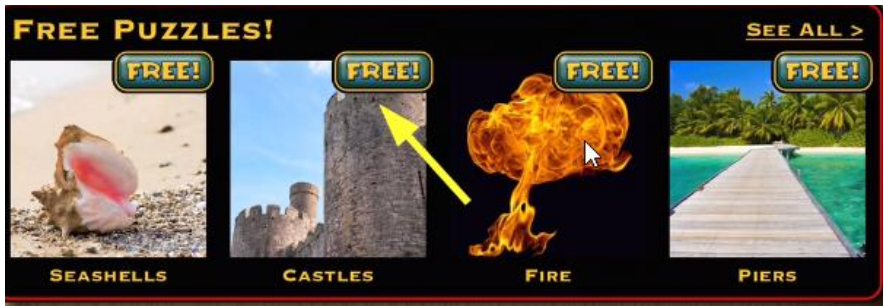 FREE PUZZLES!
SEE ALL >
FREE! FREE! FREE! FREE!
SEASHELLS CASTLES FIRE PIERS